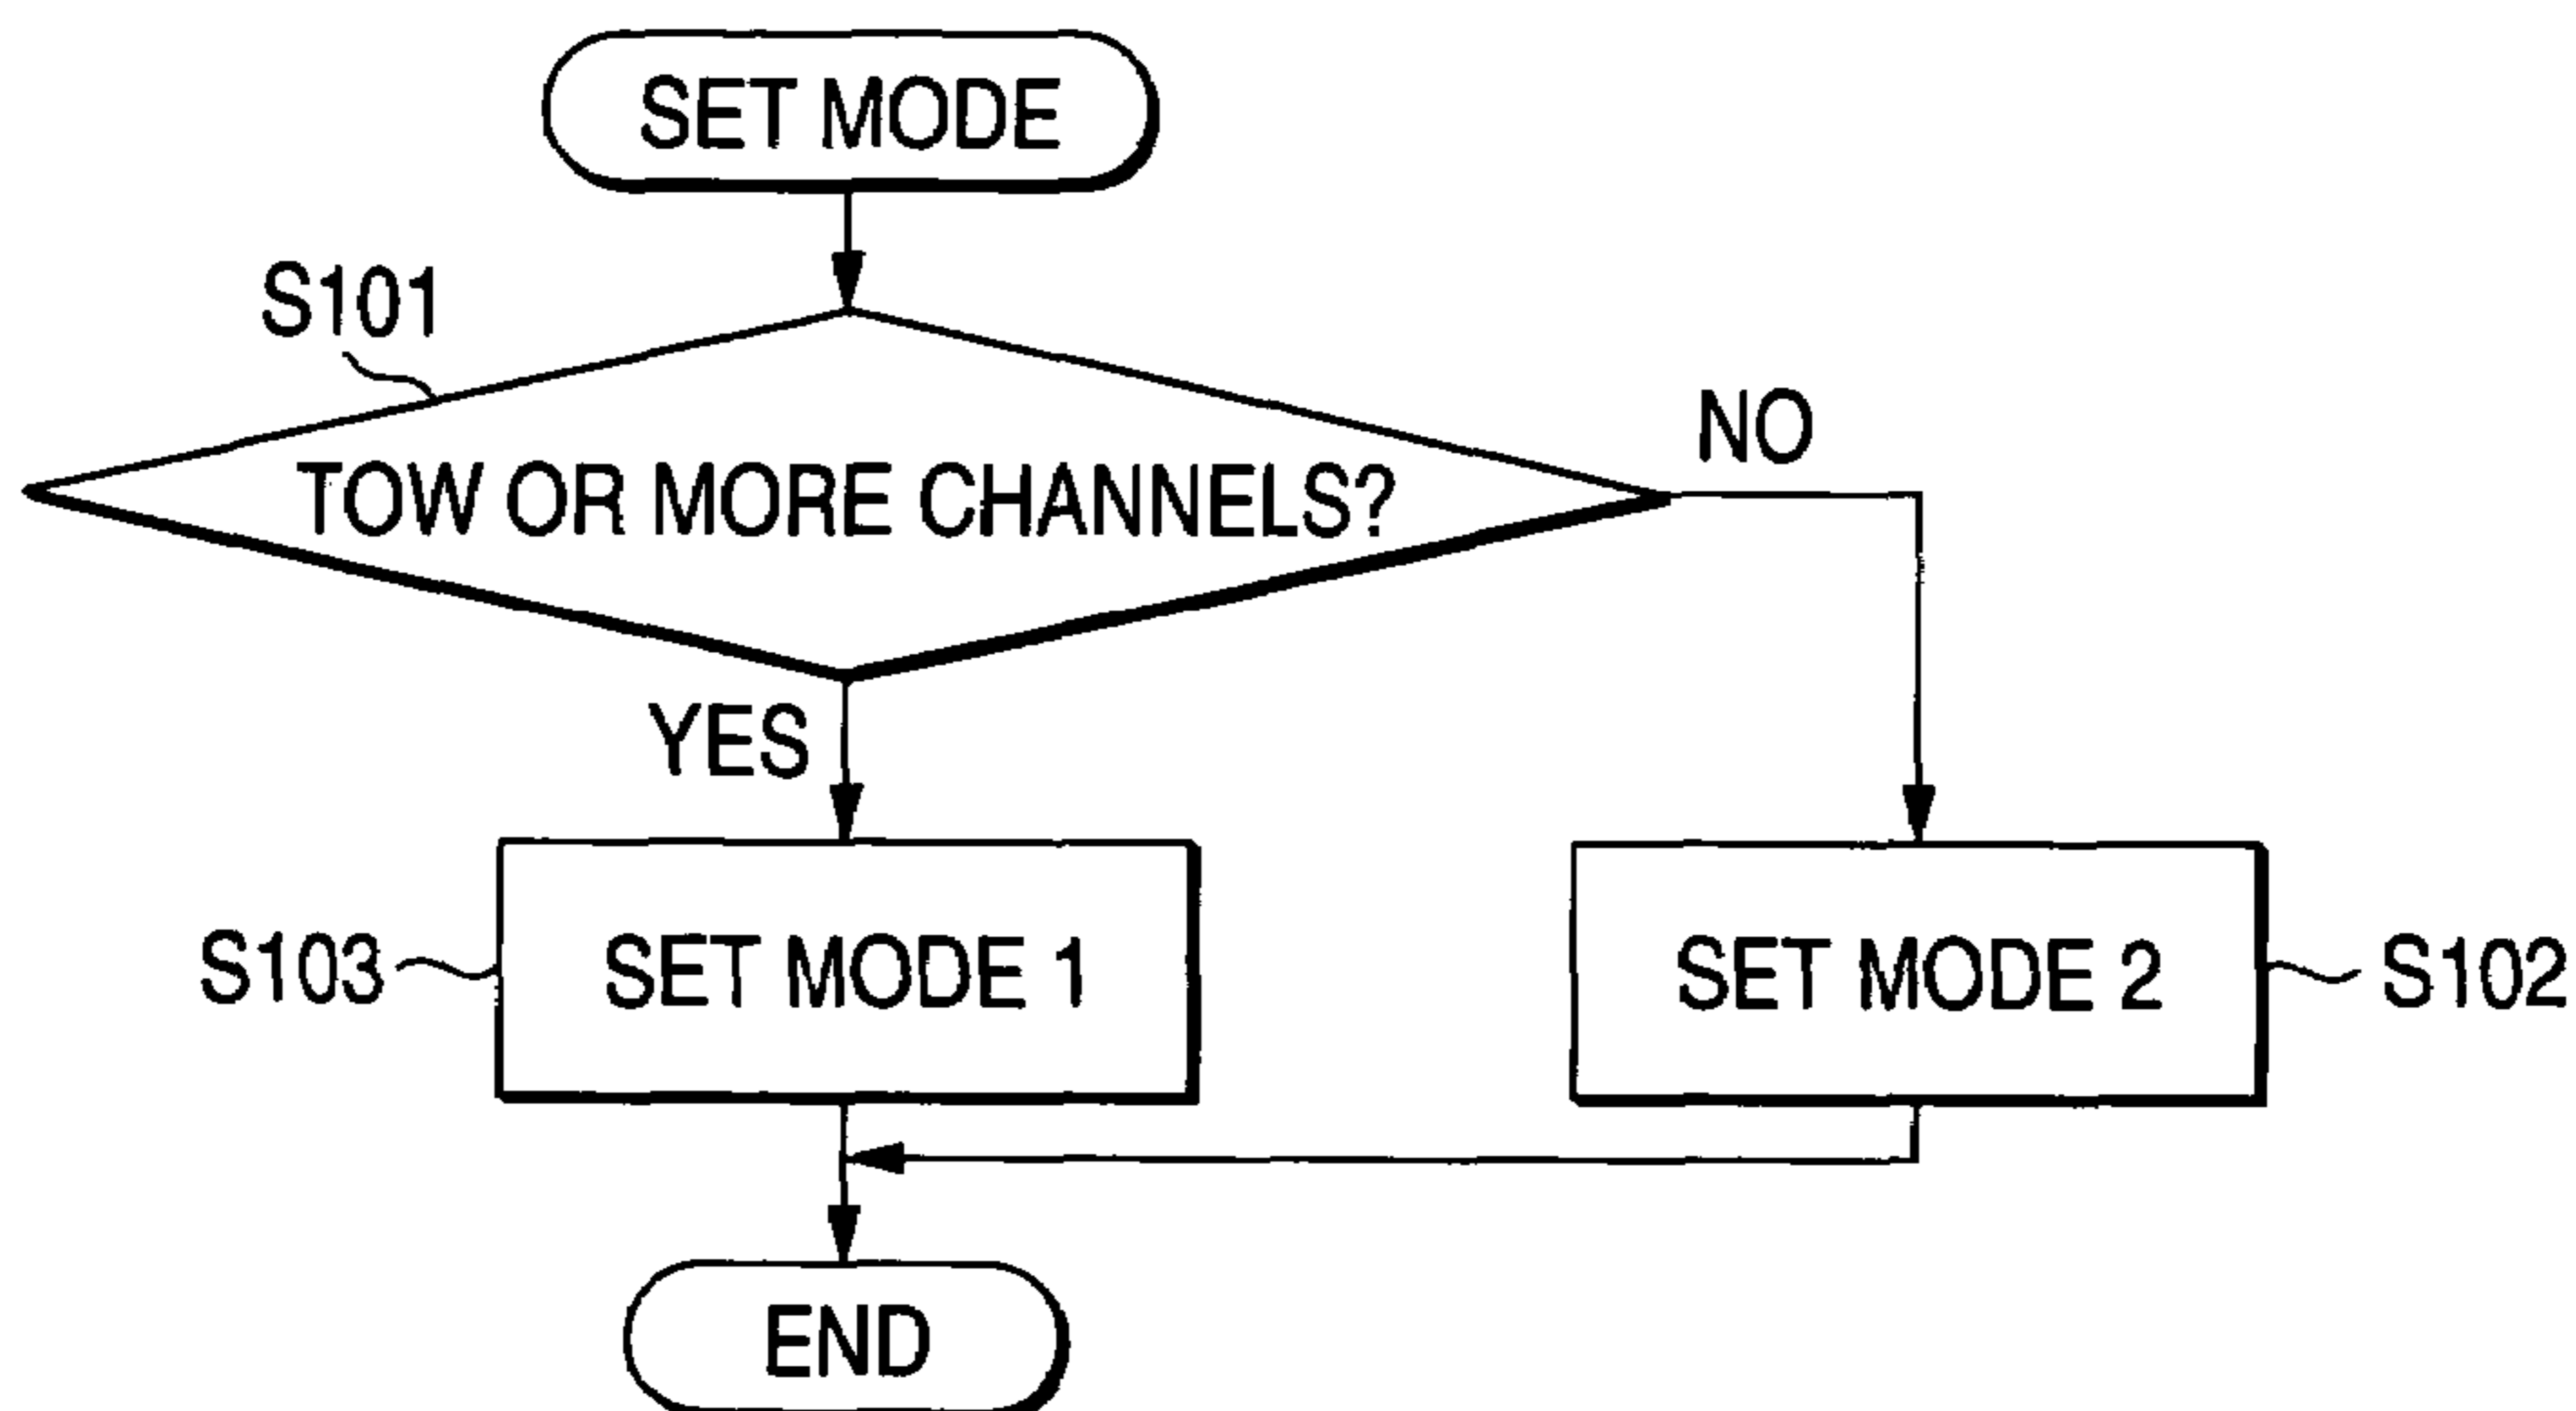 SET MODE
S101
TOW OR MORE CHANNELS?
NO
YES
S103
SET MODE 1
SET MODE 2
S102
END